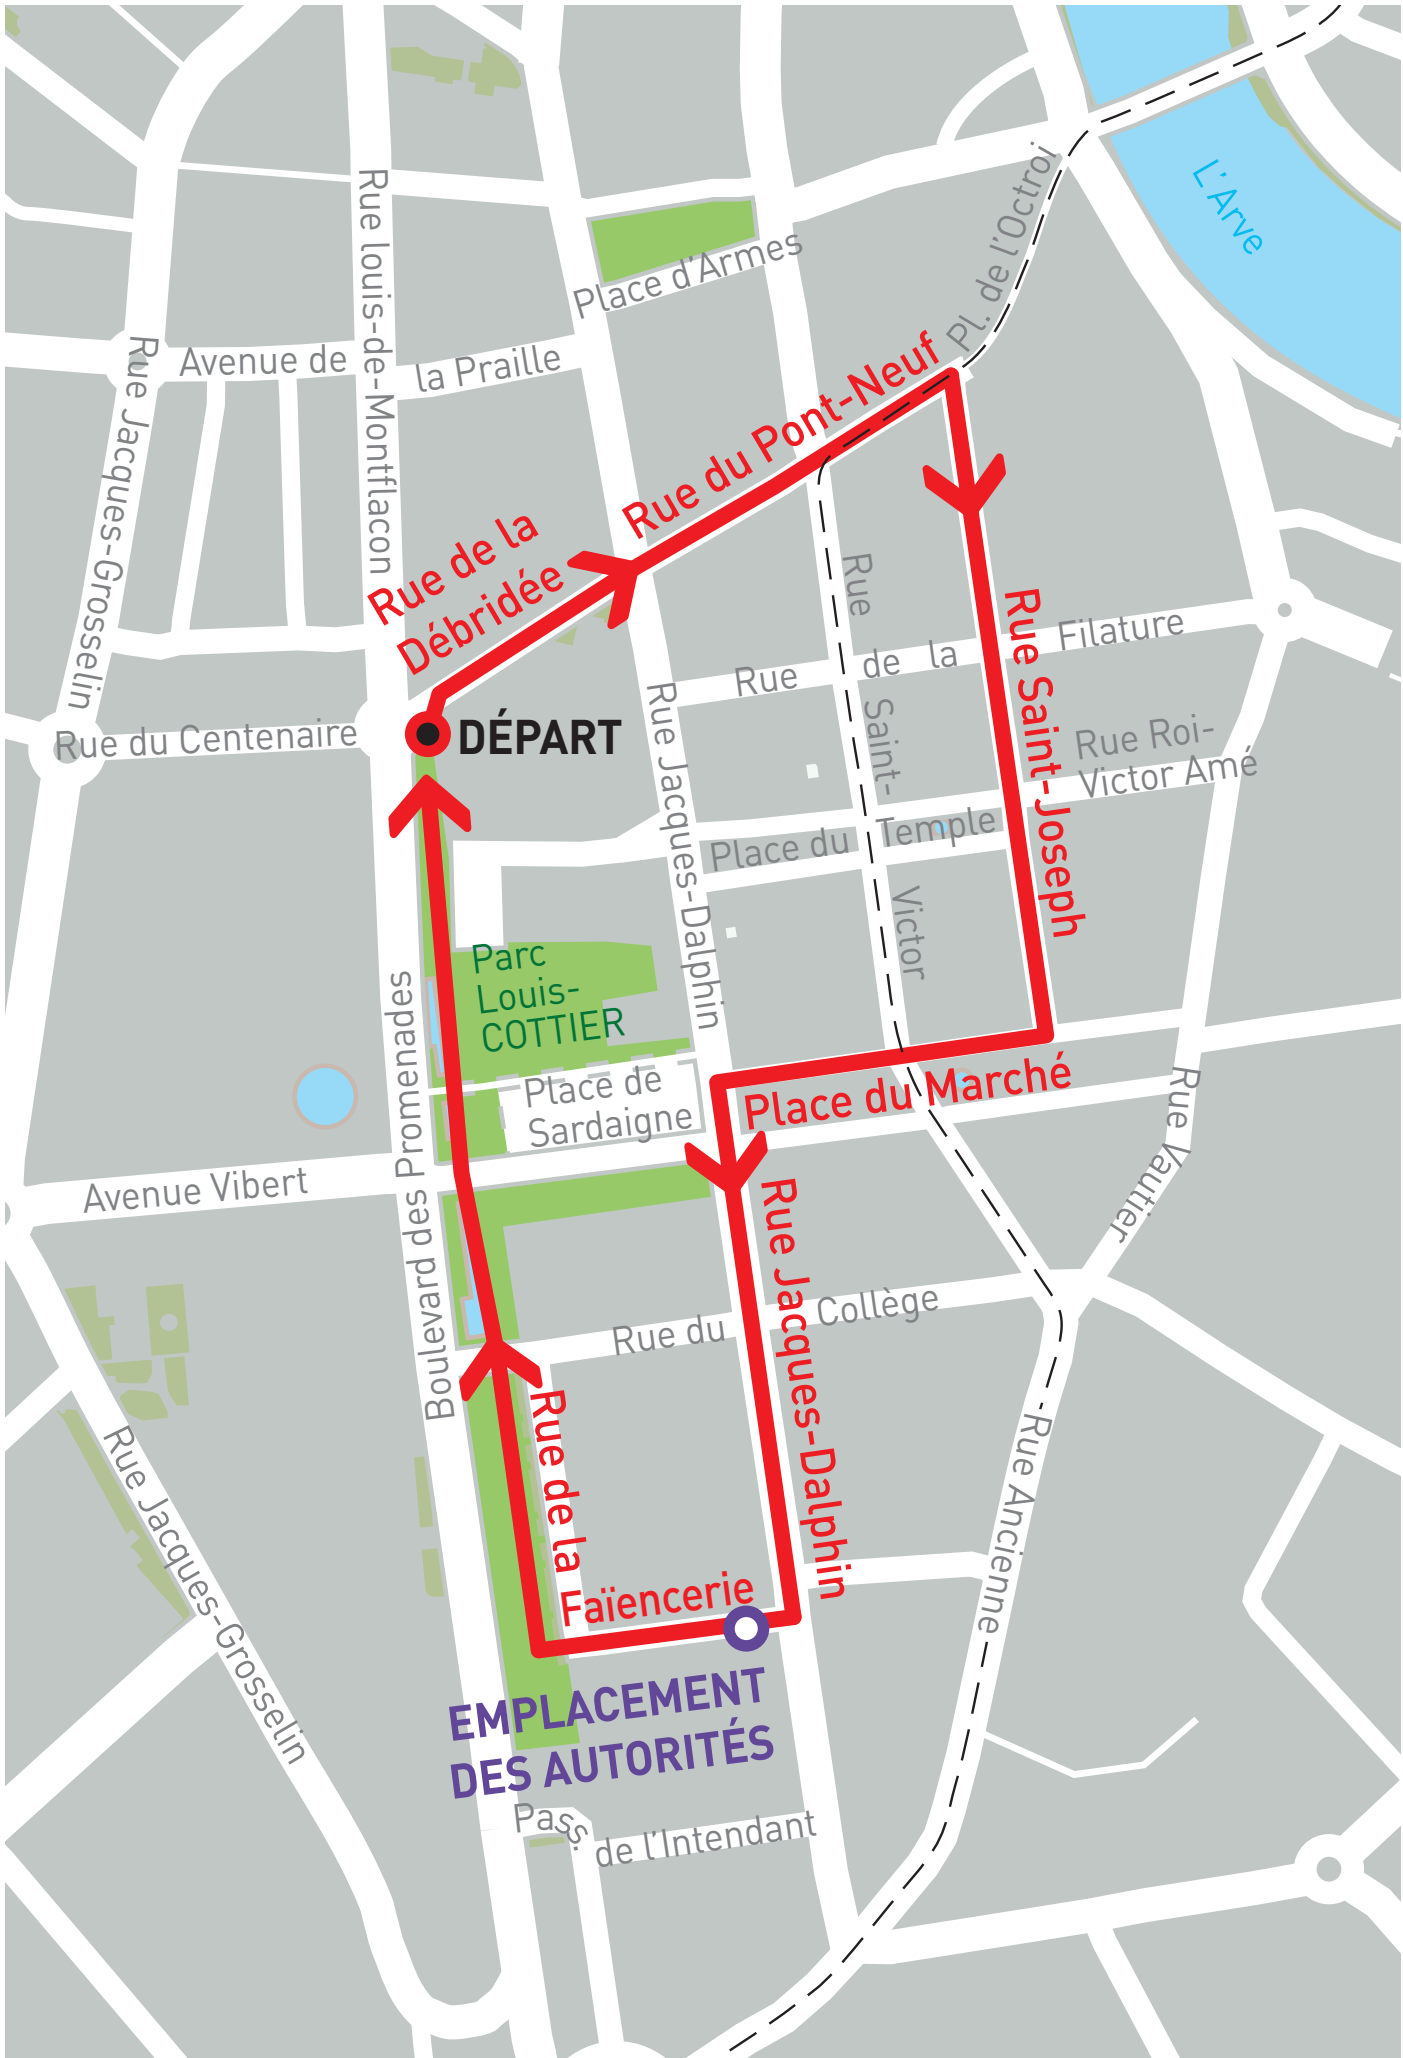 Rue louis-de-Montflacon
L'Arve
Pl. de l'Octroi
Place d'Armes
Avenue de
la Praille
Rue Jacques-Grosselin
Rue du Pont-Neuf
Rue de la
Débridée
Rue
Saint-
Victor
Rue
de la
Filature
Rue Saint-Joseph
Rue du Centenaire
DÉPART
Rue Jacques-Dalphin
Rue Roi-
Victor Amé
Place du
Temple
Parc
Louis-
COTTIER
Boulevard des Promenapdes
Place de
Sardaigne
Place du Marché
Rue Vautier
Avenue Vibert
Rue Jacques-Dalphin
Rue du
Collège
Rue de la
Faïencerie
Rue Ancienne
Rue Jacques-Grosselin
EMPLACEMENT
DES AUTORITÉS
Pass.
de l'Intendant